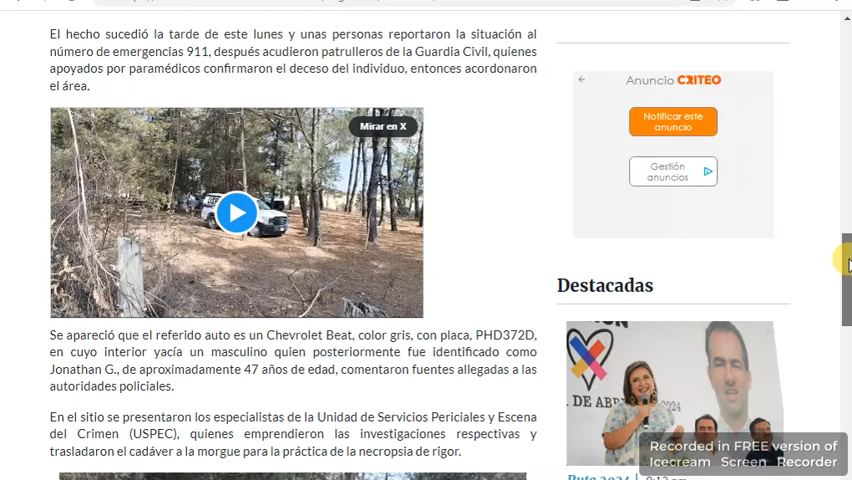 El hecho sucedió la tarde de este lunes y unas personas reportaron la situación al
número de emergencias 911, después acudieron patrulleros de la Guardia Civil, quienes
apoyados por paramédicos confirmaron el deceso del individuo, entonces acordonaron
el área.
Mirar en X
Se apareció que el referido auto es un Chevrolet Beat, color gris, con placa, PHD372D,
en cuyo interior yacía un masculino quien posteriormente fue identificado como
Jonathan G., de aproximadamente 47 años de edad, comentaron fuentes allegadas a las
autoridades policiales.
En el sitio se presentaron los especialistas de la Unidad de Servicios Periciales y Escena
del Crimen (USPEC), quienes emprendieron las investigaciones respectivas y
trasladaron el cadáver a la morgue para la práctica de la necropsia de rigor.
Anuncio CRITEO
Notificar este
anuncio
Gestión
anuncios
Destacadas
DE ABR 2024
Ruta 2024 | 9:12 pm
Recorded in FREE version of
Icecream Screen Recorder